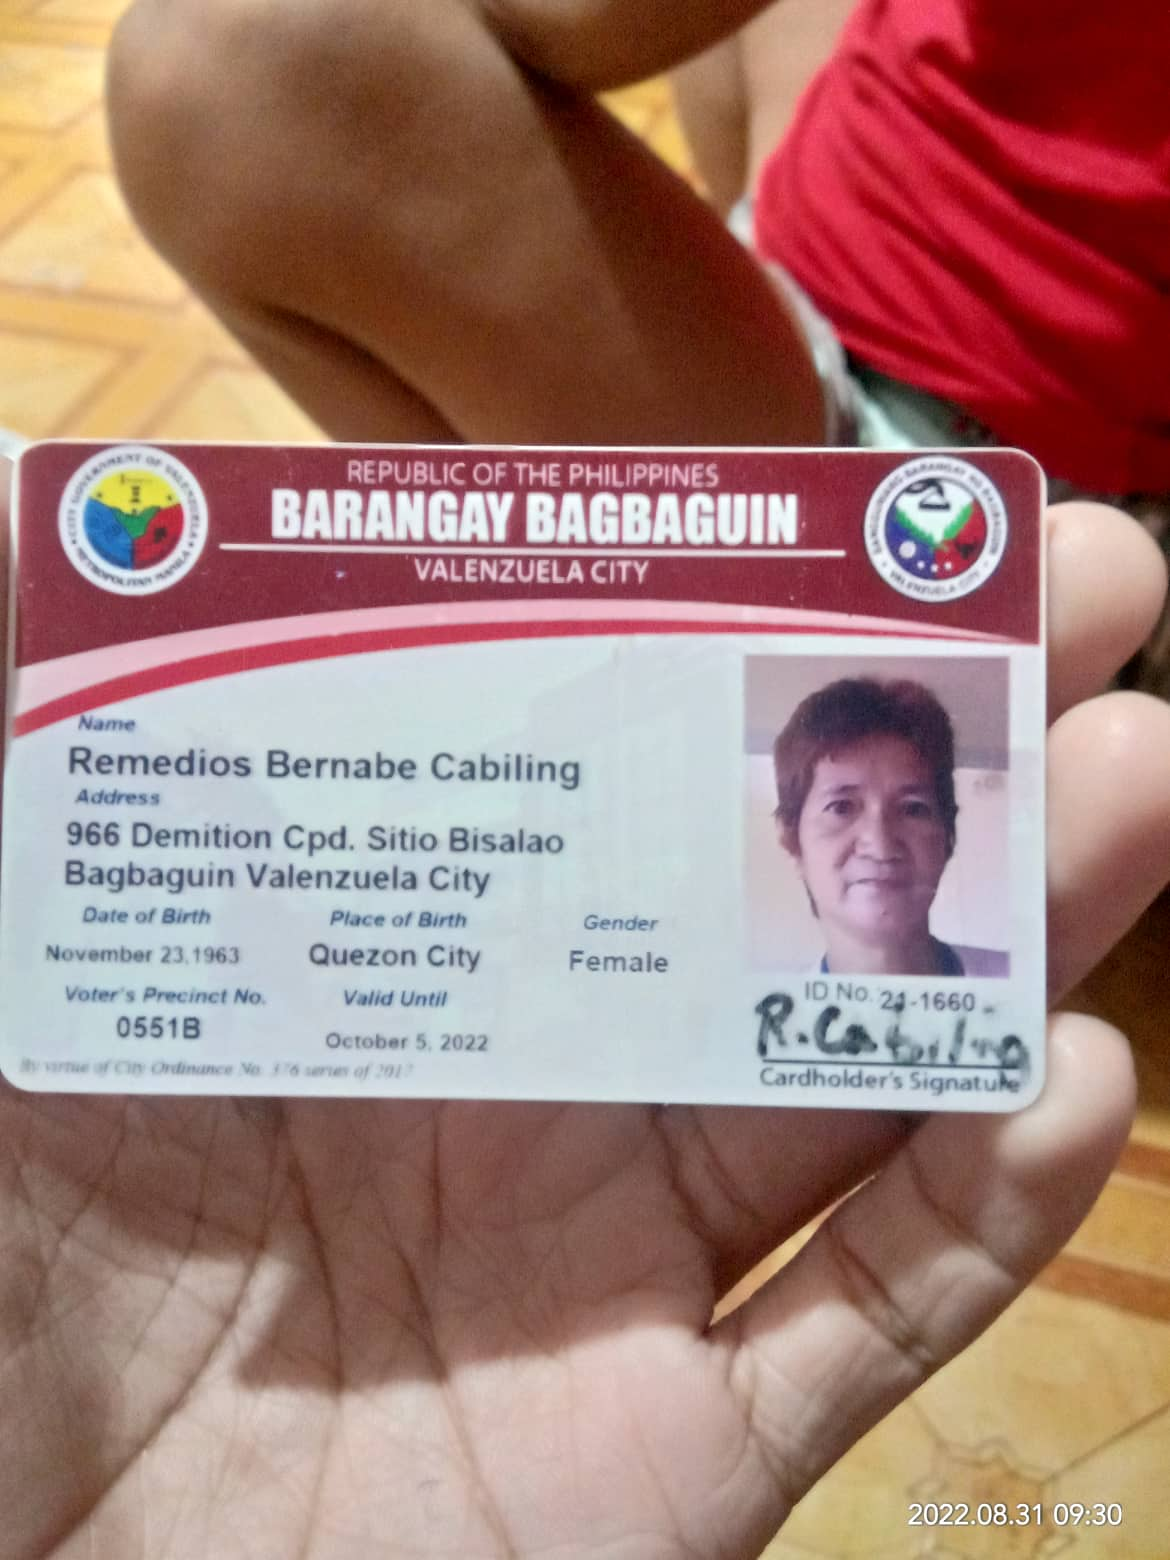 REPUBLIC OF THE PHILIPPINES
BARANGAY BAGBAGUIN
VALENZUELA CITY
CITY GOVERNMENT OF VALENZUELA
METROPOLITAN MANILA
SANGGUNIANG BARANGAY NG BAGBAGUIN
VALENZUELA CITY
Name
Remedios Bernabe Cabiling
Address
966 Demition Cpd. Sitio Bisalao
Bagbaguin Valenzuela City
Date of Birth Place of Birth Gender
November 23,1963 Quezon City Female
Voter's Precinct No. Valid Until
0551B October 5, 2022
By virtue of City Ordinance No. 376 series of 2017
ID No. 21-1660
R. Cabiling
Cardholder's Signature
2022.08.31 09:30